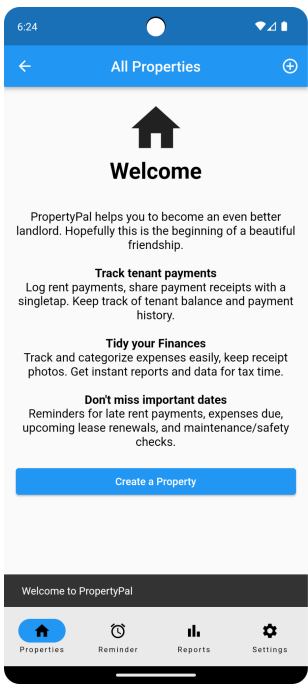 6:24
All Properties
Welcome
PropertyPal helps you to become an even better
landlord. Hopefully this is the beginning of a beautiful
friendship.
Track tenant payments
Log rent payments, share payment receipts with a
singletap. Keep track of tenant balance and payment
history.
Tidy your Finances
Track and categorize expenses easily, keep receipt
photos. Get instant reports and data for tax time.
Don't miss important dates
Reminders for late rent payments, expenses due,
upcoming lease renewals, and maintenance/safety
checks.
Create a Property
Welcome to PropertyPal
Properties Reminder Reports Settings